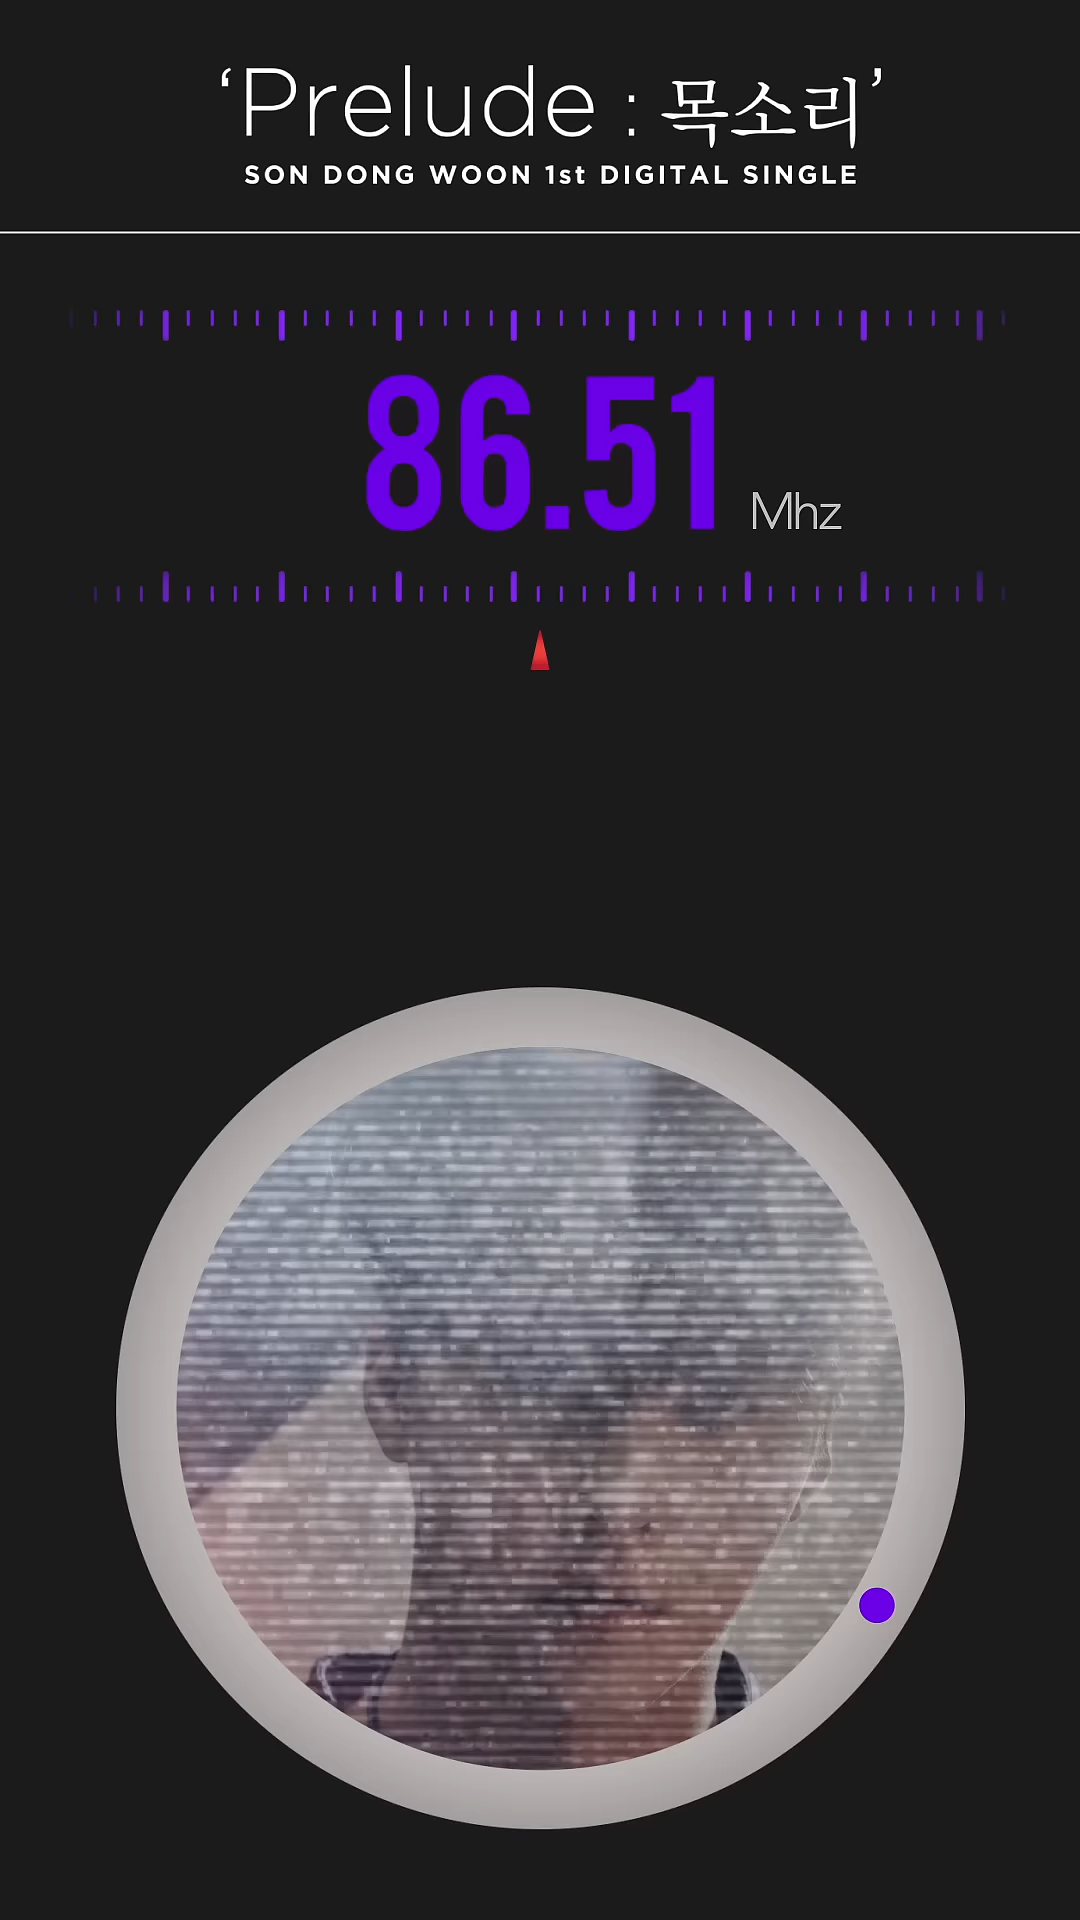 ‘Prelude : 목소리’
SON DONG WOON 1st DIGITAL SINGLE
86.51 Mhz